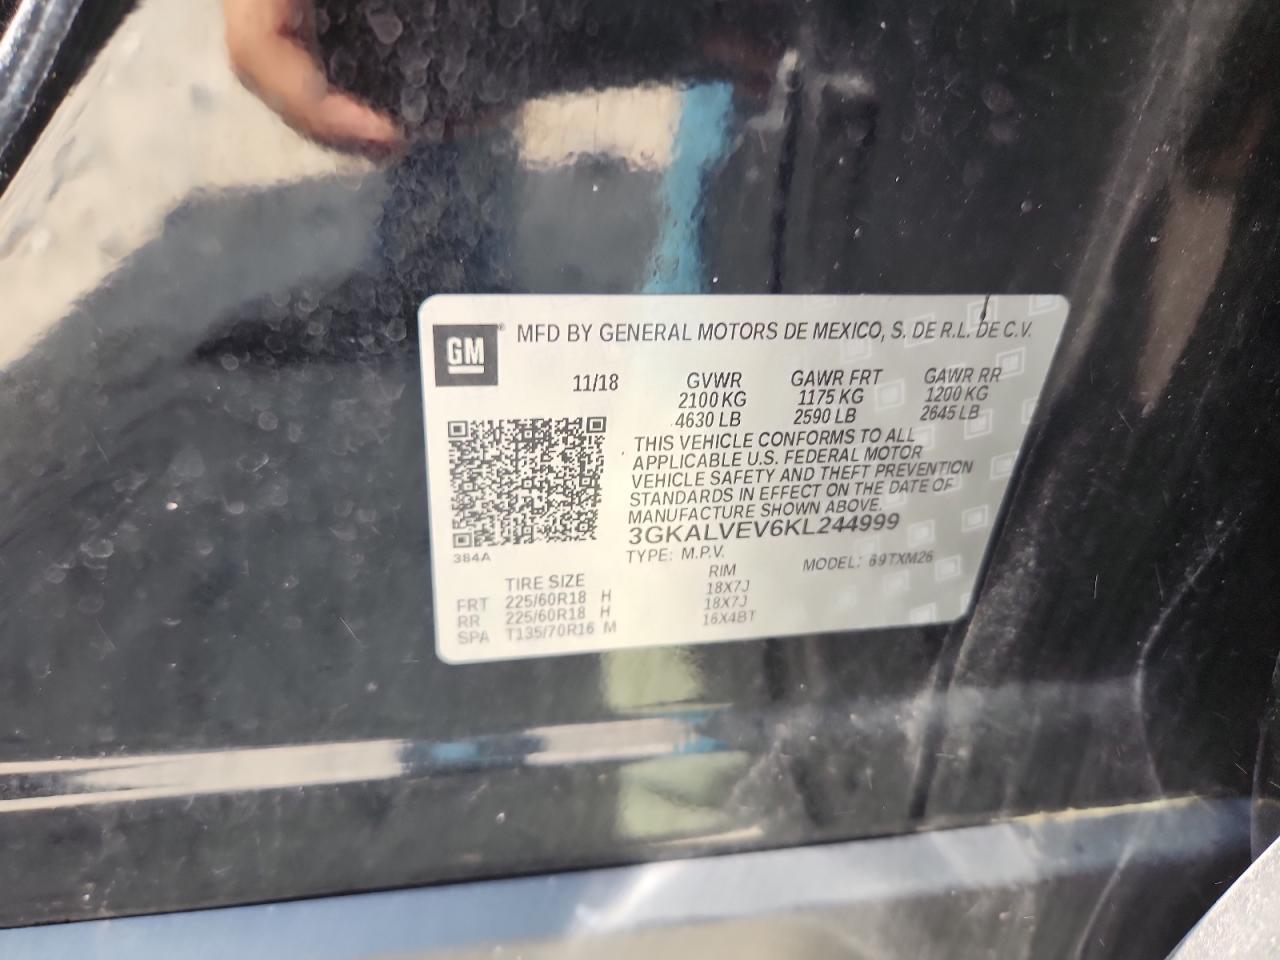 GM
MFD BY GENERAL MOTORS DE MEXICO, S. DE R.L. DE C.V.
11/18 GVWR GAWR FRT GAWR RR
2100 KG 1175 KG 1200 KG
4630 LB 2590 LB 2645 LB
THIS VEHICLE CONFORMS TO ALL
APPLICABLE U.S. FEDERAL MOTOR
VEHICLE SAFETY AND THEFT PREVENTION
STANDARDS IN EFFECT ON THE DATE OF
MANUFACTURE SHOWN ABOVE.
3GKALVEV6KL244999
384A
TYPE: M.P.V. MODEL: 69TXM26
TIRE SIZE RIM
FRT 225/60R18 H 18X7J
RR 225/60R18 H 18X7J
SPA T135/70R16 M 16X4BT